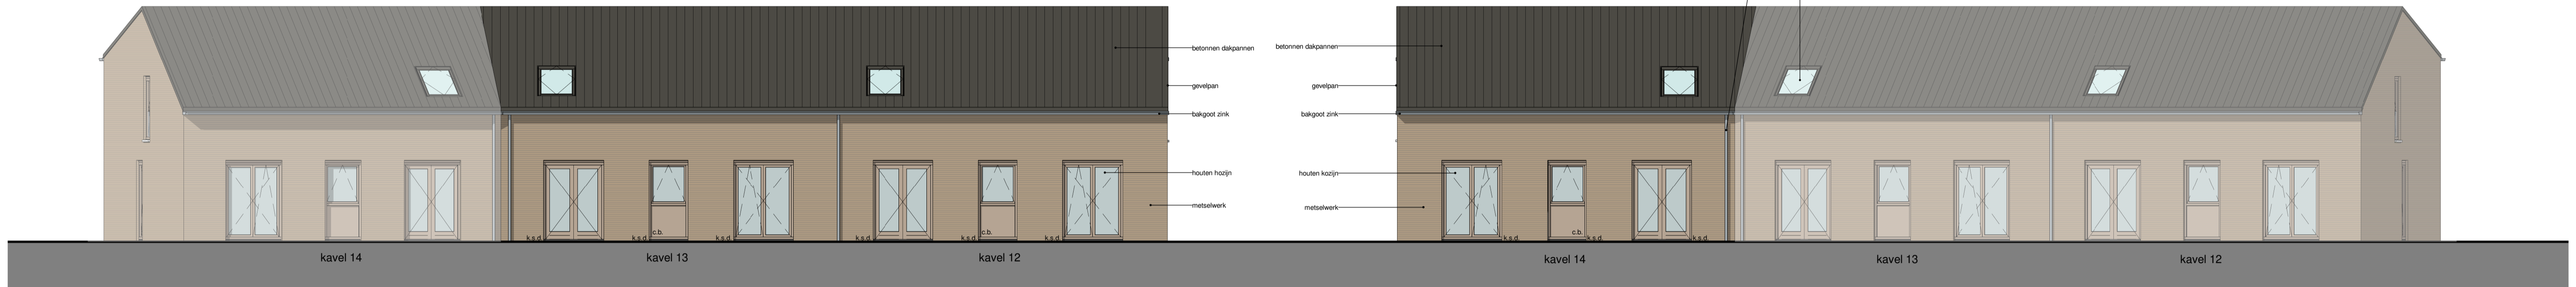 betonnen dakpannen
gevelpan
bakgoot zink
houten hozijn
metselwerk
k.s.d.
k.s.d.
c.b.
k.s.d.
k.s.d.
k.s.d.
c.b.
k.s.d.
kavel 14
kavel 13
kavel 12
betonnen dakpannen
gevelpan
bakgoot zink
houten kozijn
metselwerk
k.s.d.
c.b.
k.s.d.
k.s.d.
kavel 14
kavel 13
kavel 12